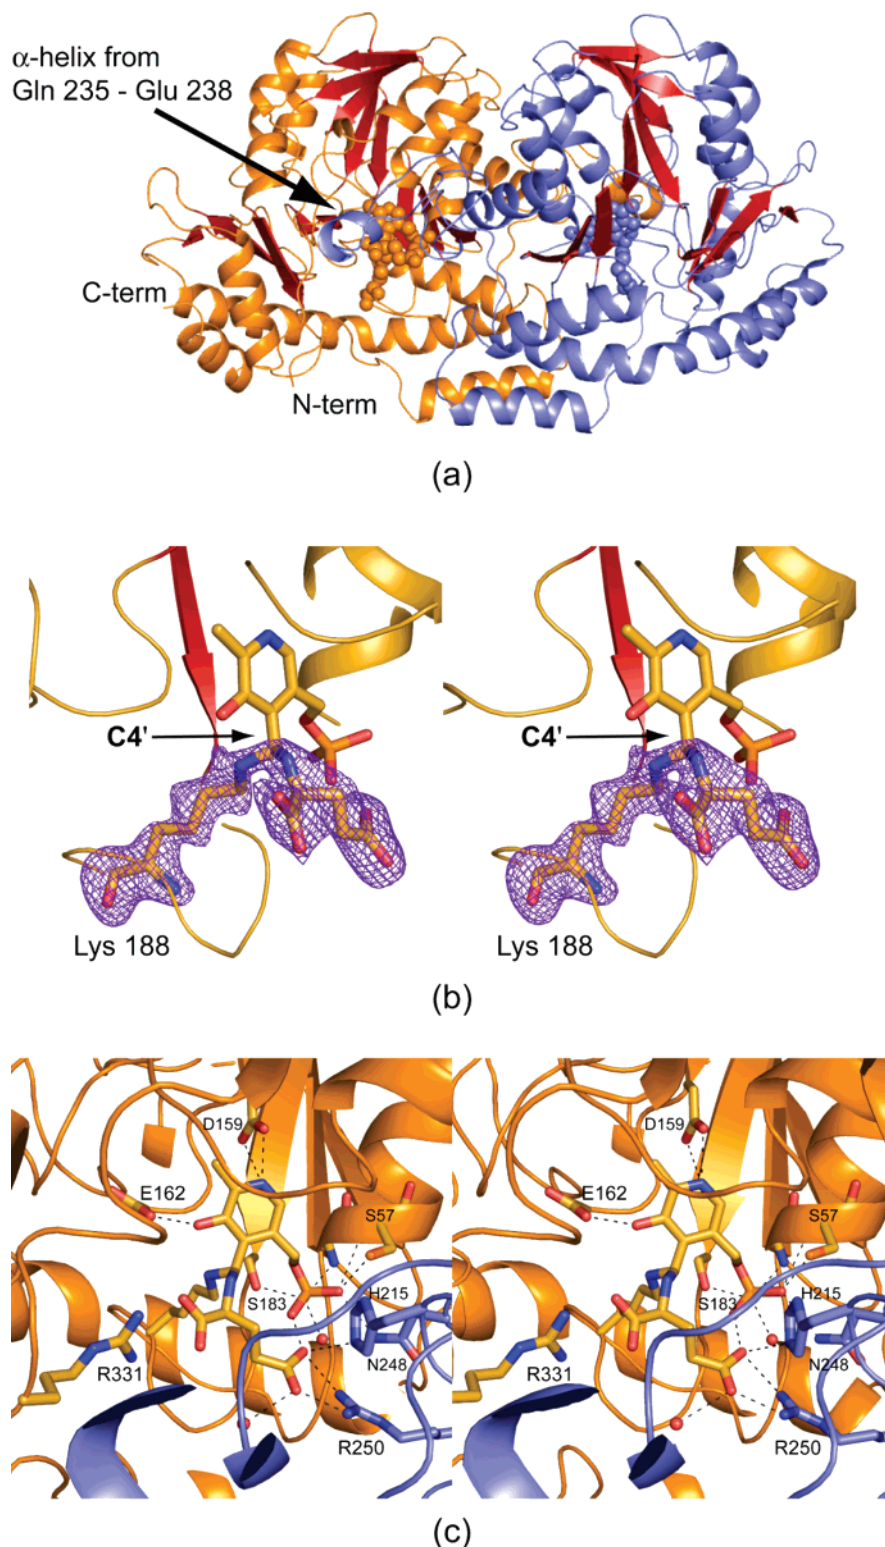 α-helix from
Gln 235 - Glu 238
C-term
N-term
(a)
C4'
C4'
Lys 188
Lys 188
(b)
D159
D159
E162
E162
S57
S57
S183
H215
S183
H215
R331
N248
R331
N248
R250
R250
(c)